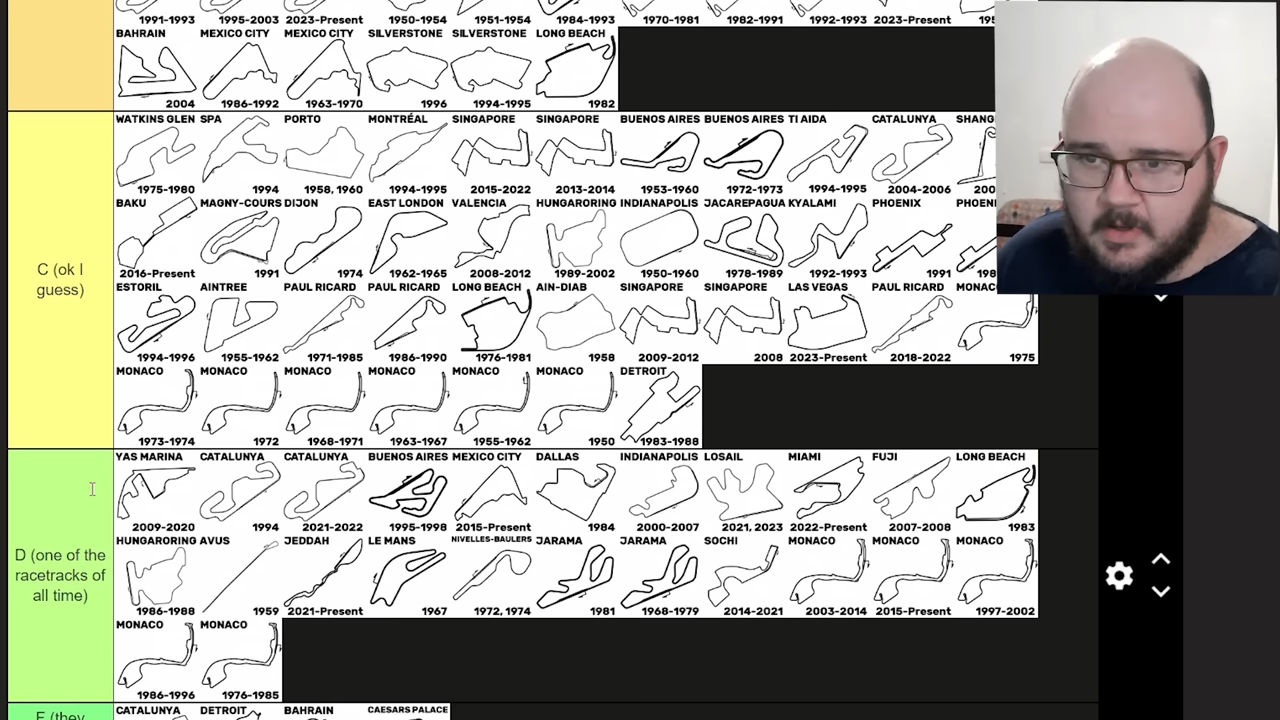 1991-1993 1995-2003 2023-Present 1950-1954 1951-1954 1984-1993 1970-1981 1982-1991 1992-1993 2023-Present
BAHRAIN MEXICO CITY MEXICO CITY SILVERSTONE SILVERSTONE LONG BEACH
2004 1986-1992 1963-1970 1996 1994-1995 1982
WATKINS GLEN SPA PORTO MONTRÉAL SINGAPORE SINGAPORE BUENOS AIRES BUENOS AIRES TI AIDA CATALUNYA SHANG
1975-1980 1994 1958, 1960 1994-1995 2015-2022 2013-2014 1953-1960 1972-1973 1994-1995 2004-2006 200
BAKU MAGNY-COURS DIJON EAST LONDON VALENCIA HUNGARORING INDIANAPOLIS JACAREPAGUA KYALAMI PHOENIX PHOENI
2016-Present 1991 1974 1962-1965 2008-2012 1989-2002 1950-1960 1978-1989 1992-1993 1991 198
C (ok I
guess)
ESTORIL AINTREE PAUL RICARD PAUL RICARD LONG BEACH AIN-DIAB SINGAPORE SINGAPORE LAS VEGAS PAUL RICARD MONAC
1994-1996 1955-1962 1971-1985 1986-1990 1976-1981 1958 2009-2012 2008 2023-Present 2018-2022 1975
MONACO MONACO MONACO MONACO MONACO MONACO DETROIT
1973-1974 1972 1968-1971 1963-1967 1955-1962 1950 1983-1988
YAS MARINA CATALUNYA CATALUNYA BUENOS AIRES MEXICO CITY DALLAS INDIANAPOLIS LOSAIL MIAMI FUJI LONG BEACH
2009-2020 1994 2021-2022 1995-1998 2015-Present 1984 2000-2007 2021, 2023 2022-Present 2007-2008 1983
HUNGARORING AVUS JEDDAH LE MANS NIVELLES-BAULERS JARAMA JARAMA SOCHI MONACO MONACO MONACO
1986-1988 1959 2021-Present 1967 1972, 1974 1981 1968-1979 2014-2021 2003-2014 2015-Present 1997-2002
D (one of the
racetracks of
all time)
MONACO MONACO
1986-1996 1976-1985
F (they
CATALUNYA DETROIT BAHRAIN CAESARS PALACE